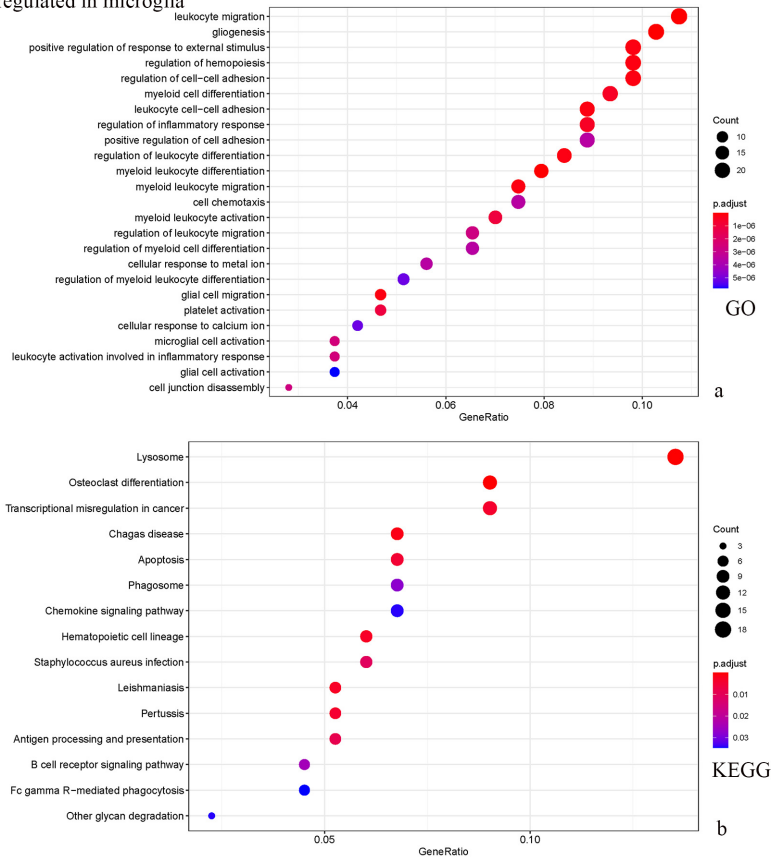 regulated in microglia
leukocyte migration
gliogenesis
positive regulation of response to external stimulus
regulation of hemopoiesis
regulation of cell−cell adhesion
myeloid cell differentiation
leukocyte cell−cell adhesion
regulation of inflammatory response
positive regulation of cell adhesion
regulation of leukocyte differentiation
myeloid leukocyte differentiation
myeloid leukocyte migration
cell chemotaxis
myeloid leukocyte activation
regulation of leukocyte migration
regulation of myeloid cell differentiation
cellular response to metal ion
regulation of myeloid leukocyte differentiation
glial cell migration
platelet activation
cellular response to calcium ion
microglial cell activation
leukocyte activation involved in inflammatory response
glial cell activation
cell junction disassembly
0.04 0.06 0.08 0.10
GeneRatio
Count
10
15
20
p.adjust
1e−06
2e−06
3e−06
4e−06
5e−06
GO
a
Lysosome
Osteoclast differentiation
Transcriptional misregulation in cancer
Chagas disease
Apoptosis
Phagosome
Chemokine signaling pathway
Hematopoietic cell lineage
Staphylococcus aureus infection
Leishmaniasis
Pertussis
Antigen processing and presentation
B cell receptor signaling pathway
Fc gamma R−mediated phagocytosis
Other glycan degradation
0.05 0.10
GeneRatio
Count
3
6
9
12
15
18
p.adjust
0.01
0.02
0.03
KEGG
b